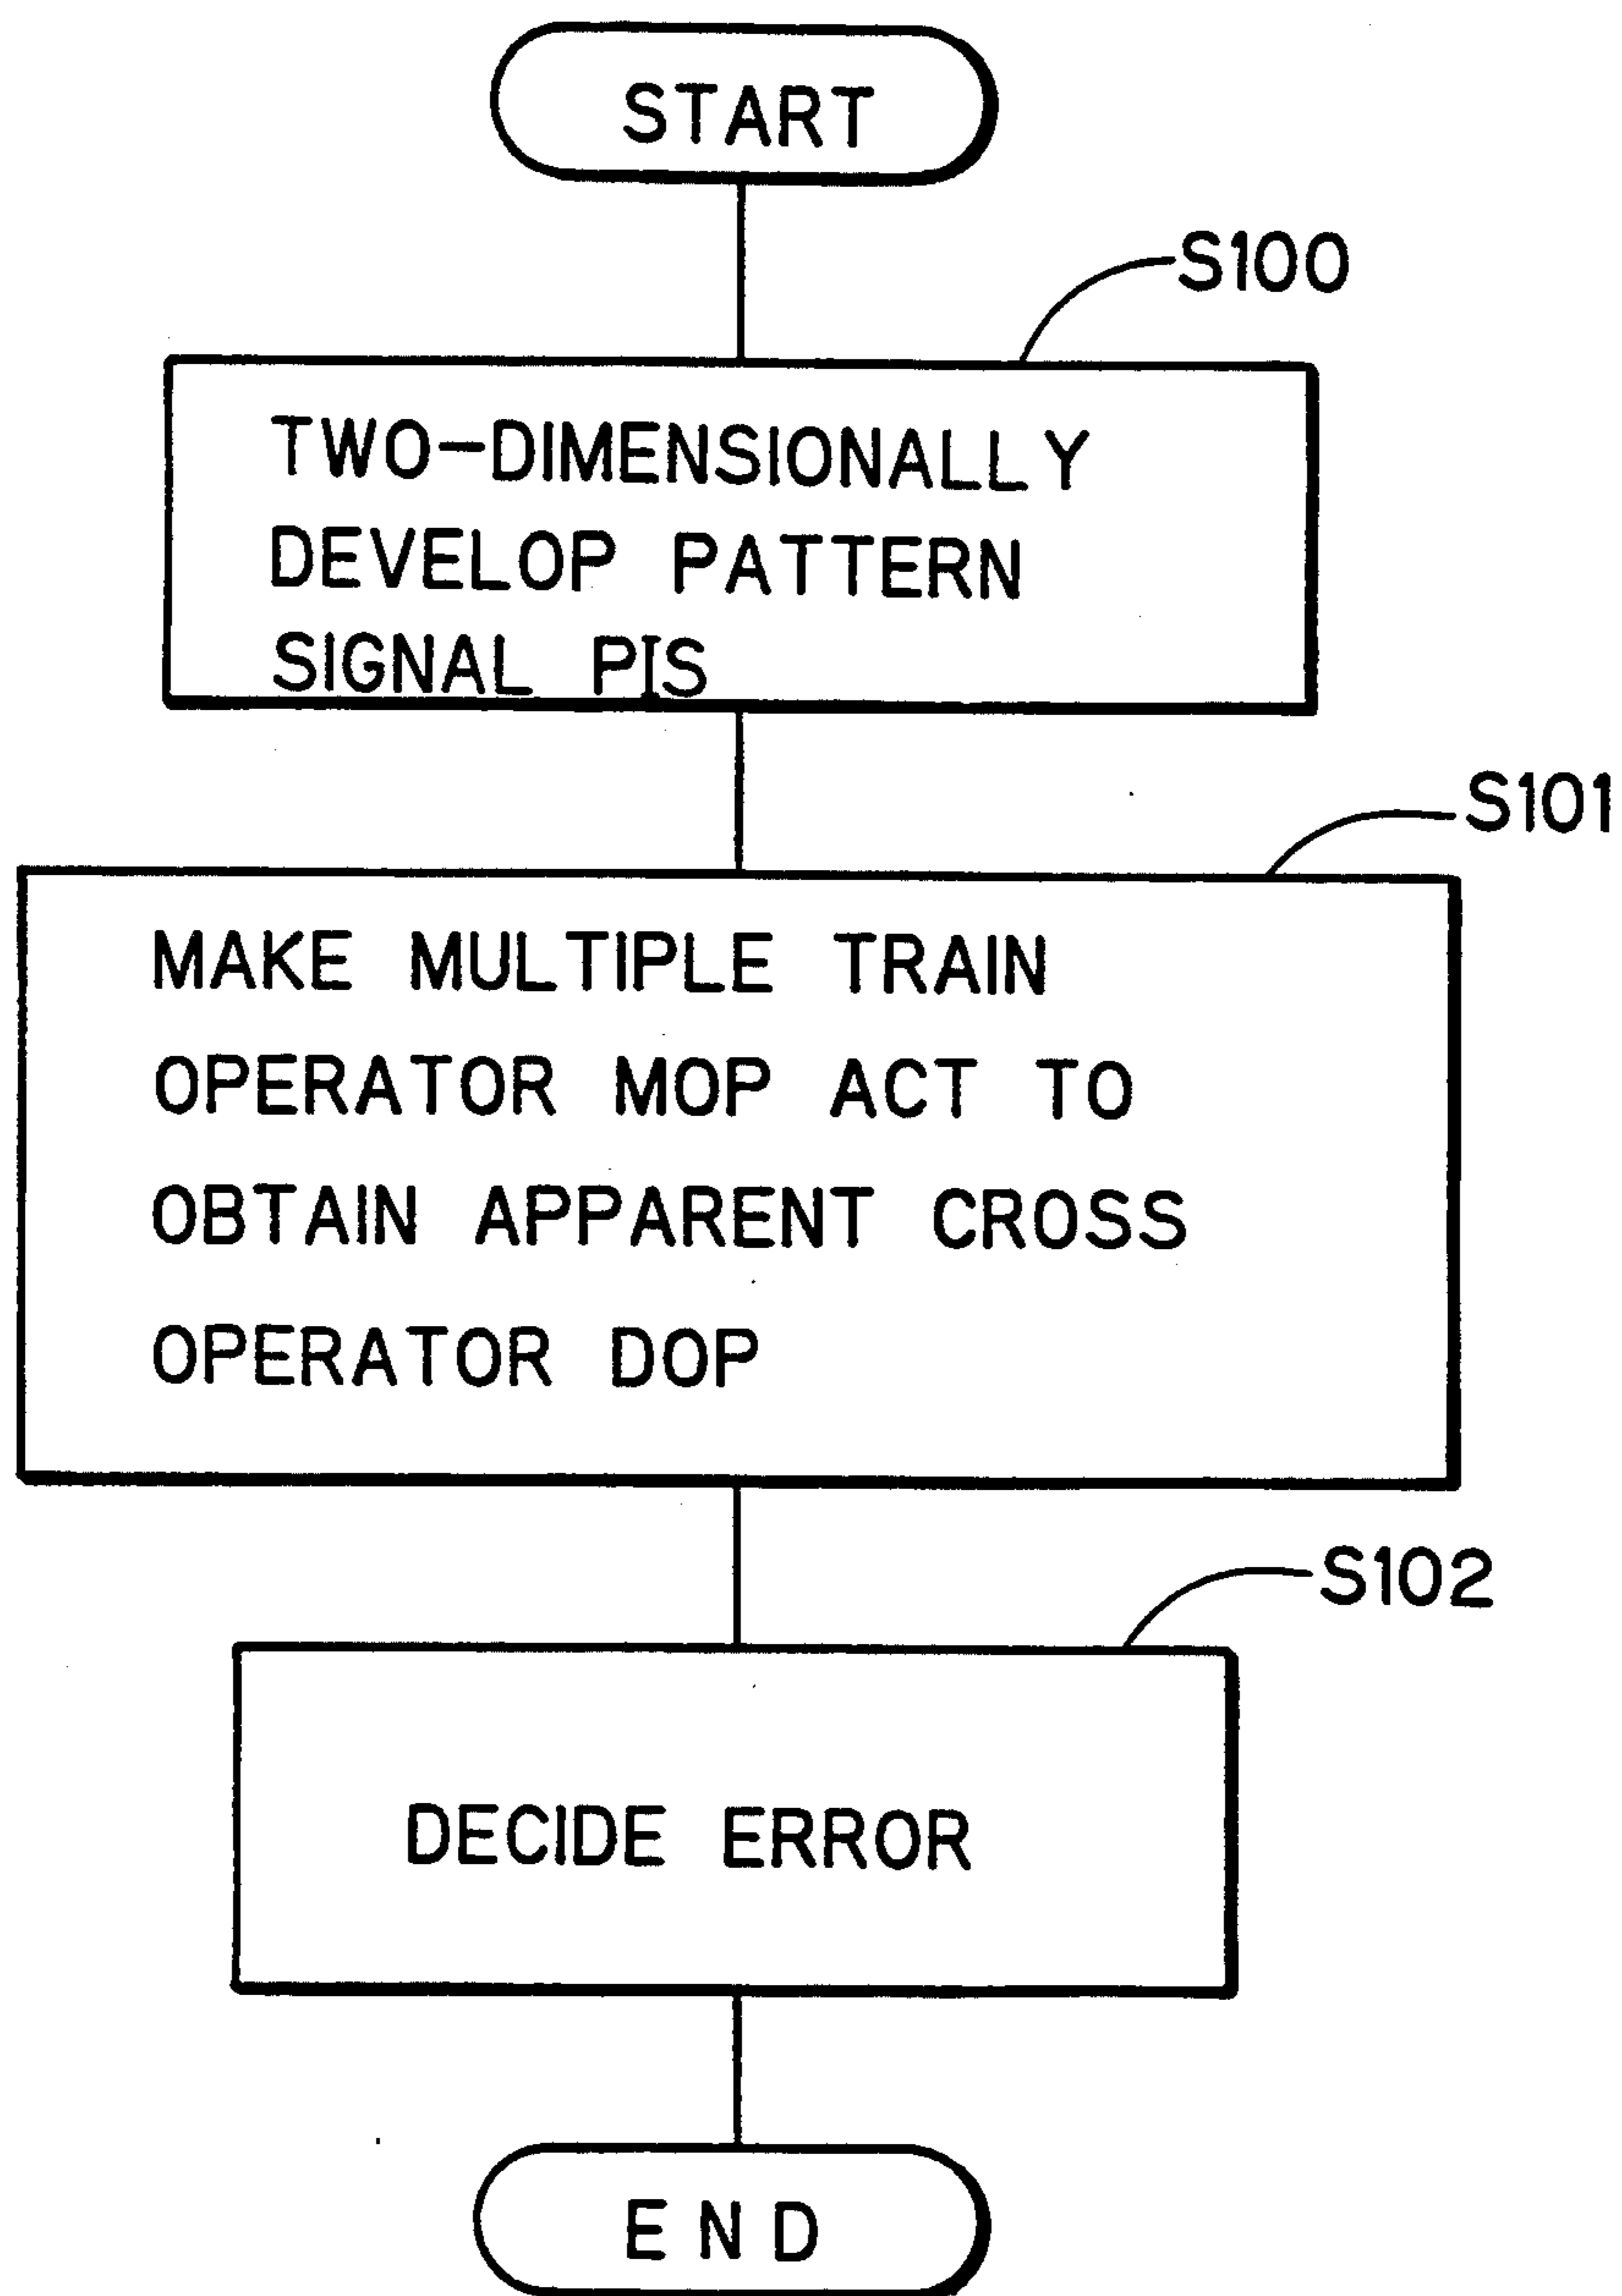 START
S100
TWO-DIMENSIONALLY
DEVELOP PATTERN
SIGNAL PIS
S101
MAKE MULTIPLE TRAIN
OPERATOR MOP ACT TO
OBTAIN APPARENT CROSS
OPERATOR DOP
S102
DECIDE ERROR
END